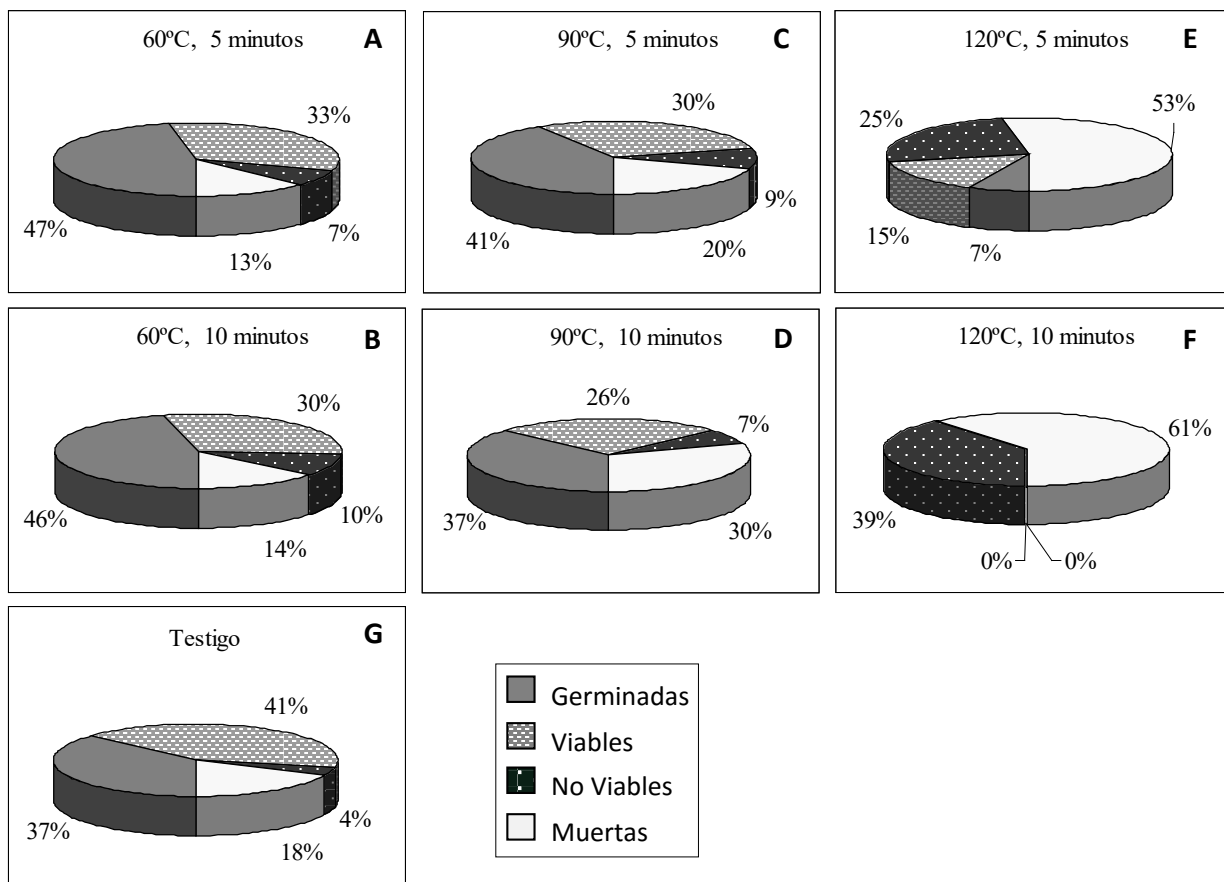 60ºC, 5 minutos
A
33%
47%
13%
7%
90ºC, 5 minutos
C
30%
41%
20%
9%
120ºC, 5 minutos
E
53%
25%
15%
7%
60ºC, 10 minutos
B
30%
46%
14%
10%
90ºC, 10 minutos
D
26%
7%
37%
30%
120ºC, 10 minutos
F
61%
39%
0%
0%
Testigo
G
41%
37%
18%
4%
Germinadas
Viables
No Viables
Muertas